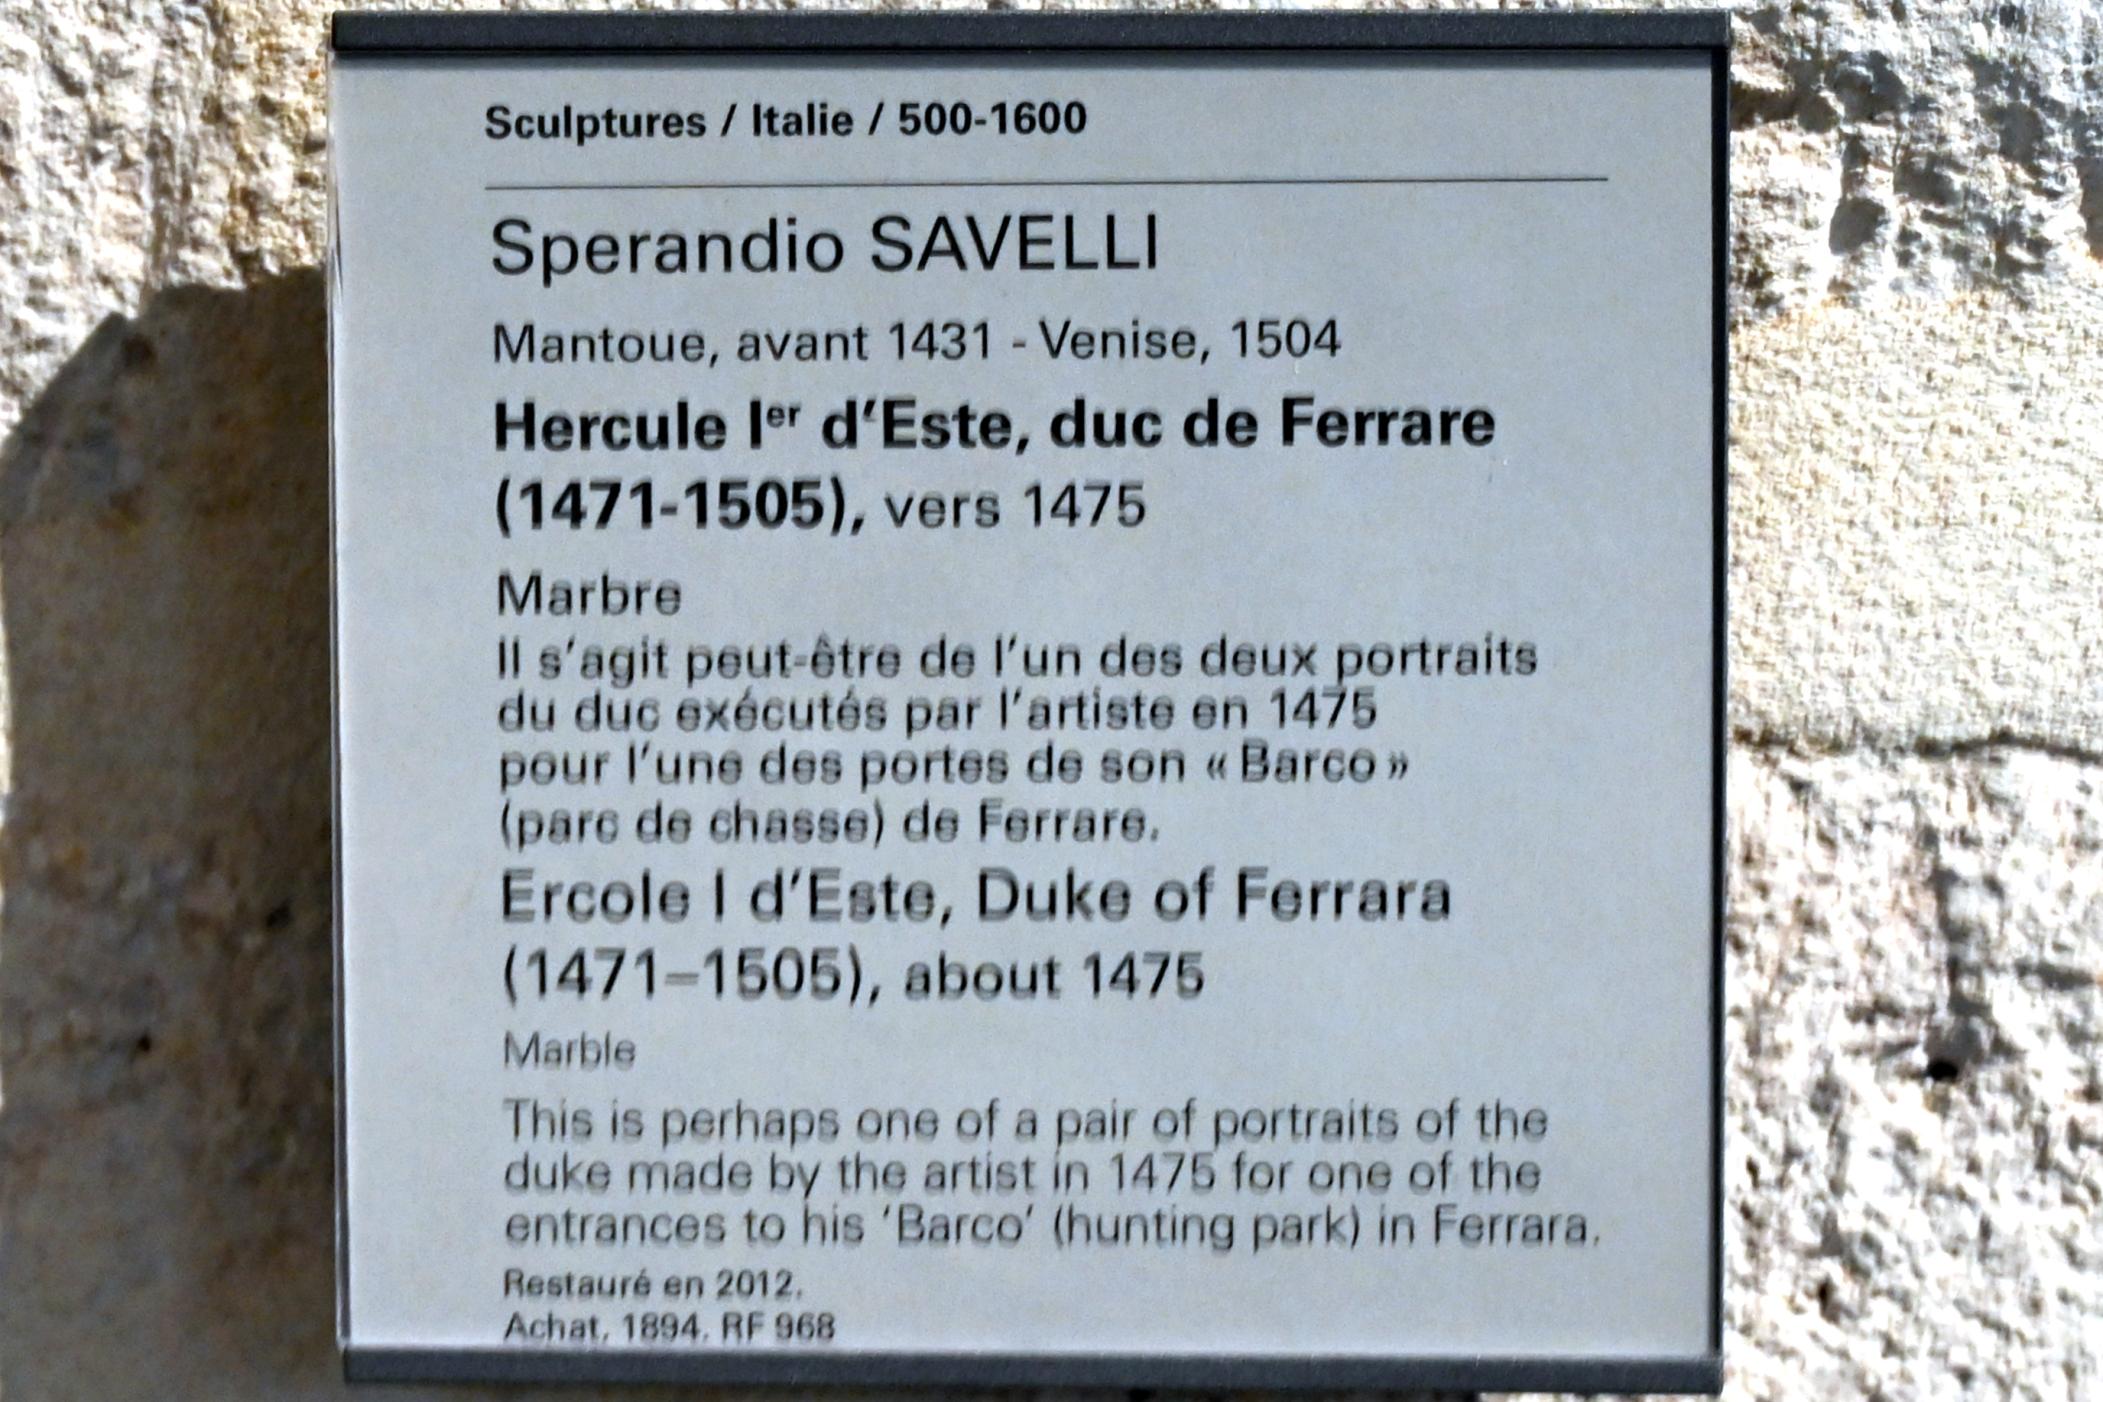 Sculptures / Italie / 500-1600
Sperandio SAVELLI
Mantoue, avant 1431 - Venise, 1504
Hercule Ier d’Este, duc de Ferrare
(1471-1505), vers 1475
Marbre
Il s’agit peut-être de l’un des deux portraits
du duc exécutés par l’artiste en 1475
pour l’une des portes de son « Barco »
(parc de chasse) de Ferrare.
Ercole I d’Este, Duke of Ferrara
(1471–1505), about 1475
Marble
This is perhaps one of a pair of portraits of the
duke made by the artist in 1475 for one of the
entrances to his ‘Barco’ (hunting park) in Ferrara.
Restauré en 2012.
Achat, 1894. RF 968